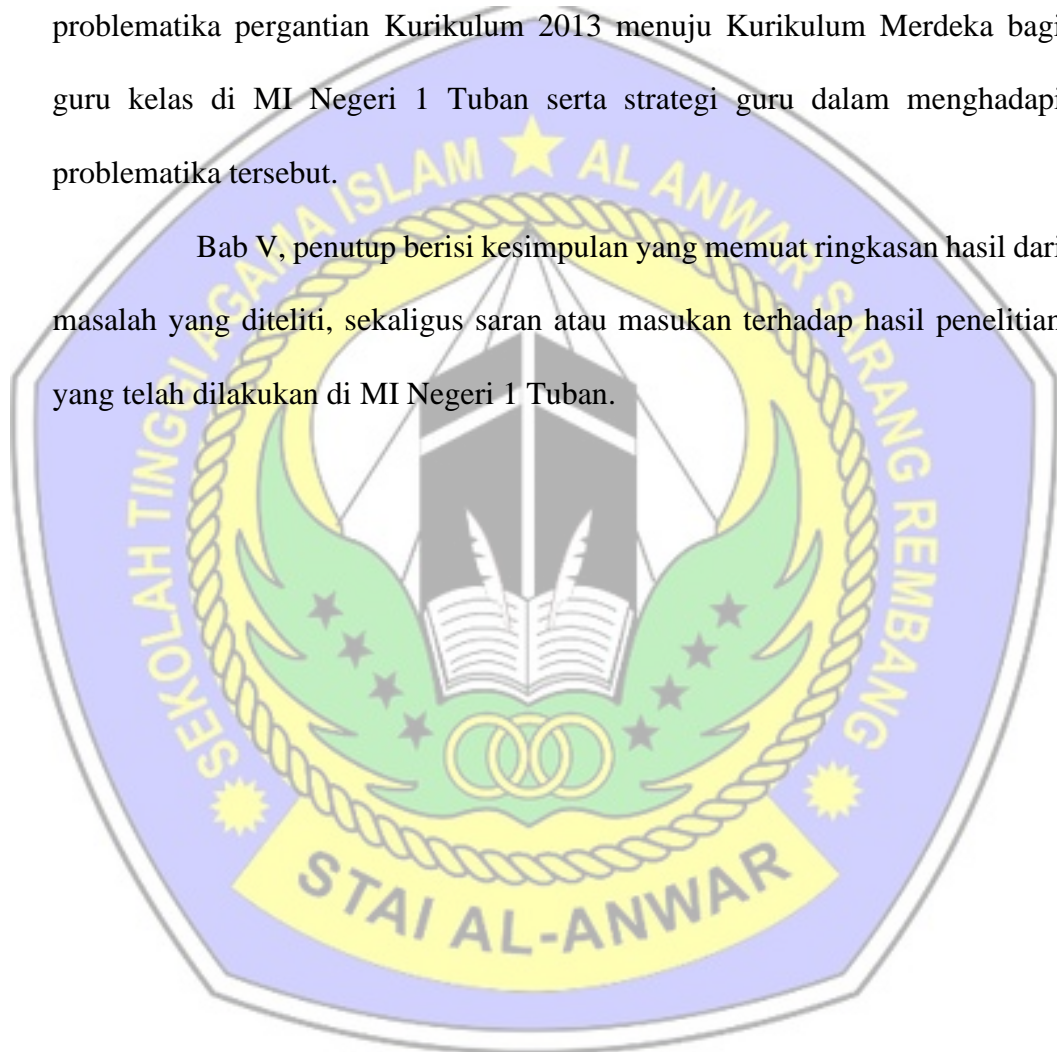 problematika pergantian Kurikulum 2013 menuju Kurikulum Merdeka bagi
guru kelas di MI Negeri 1 Tuban serta strategi guru dalam menghadapi
problematika tersebut.
Bab V, penutup berisi kesimpulan yang memuat ringkasan hasil dari
masalah yang diteliti, sekaligus saran atau masukan terhadap hasil penelitian
yang telah dilakukan di MI Negeri 1 Tuban.
SEKOLAH TINGGI AGAMA ISLAM AL ANWAR SARANG REMBANG
STAI AL-ANWAR